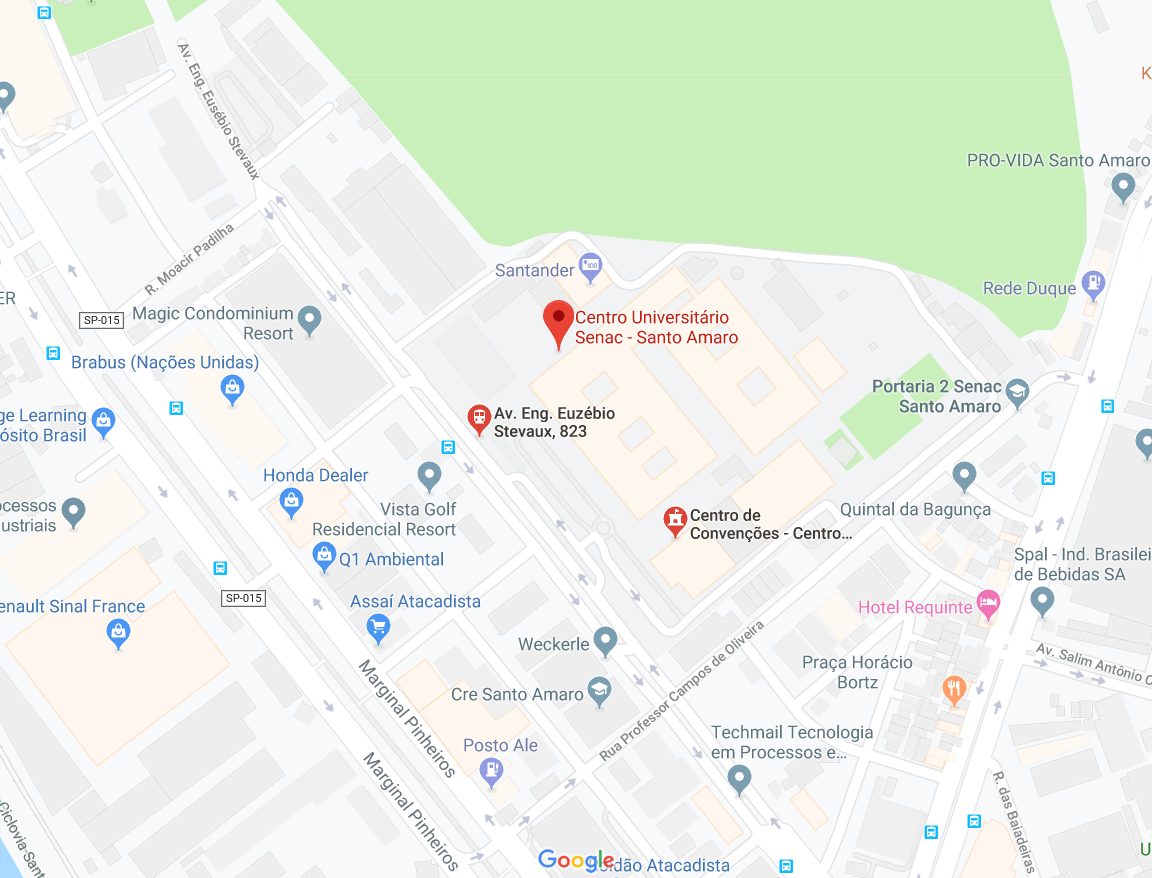 K
Av. Eng. Eusébio Stevaux
PRO-VIDA Santo Amaro
R. Moacir Padilha
Santander
Rede Duque
ER
SP-015
Magic Condominium
Resort
Centro Universitário
Senac - Santo Amaro
Brabus (Nações Unidas)
Portaria 2 Senac
Santo Amaro
ge Learning
ósito Brasil
Av. Eng. Euzébio
Stevaux, 823
Honda Dealer
ocessos
ustriais
Vista Golf
Residencial Resort
Quintal da Bagunça
Centro de
Convenções - Centro...
Q1 Ambiental
Spal - Ind. Brasilei
de Bebidas SA
SP-015
enault Sinal France
Assaí Atacadista
Hotel Requinte
Weckerle
Rua Professor Campos de Oliveira
Av. Salim Antônio C
Praça Horácio
Bortz
Cre Santo Amaro
Marginal Pinheiros
Posto Ale
Techmail Tecnologia
em Processos e...
Marginal Pinheiros
R. das Baladeiras
Ciclovia-Sant
Google
oldão Atacadista
U